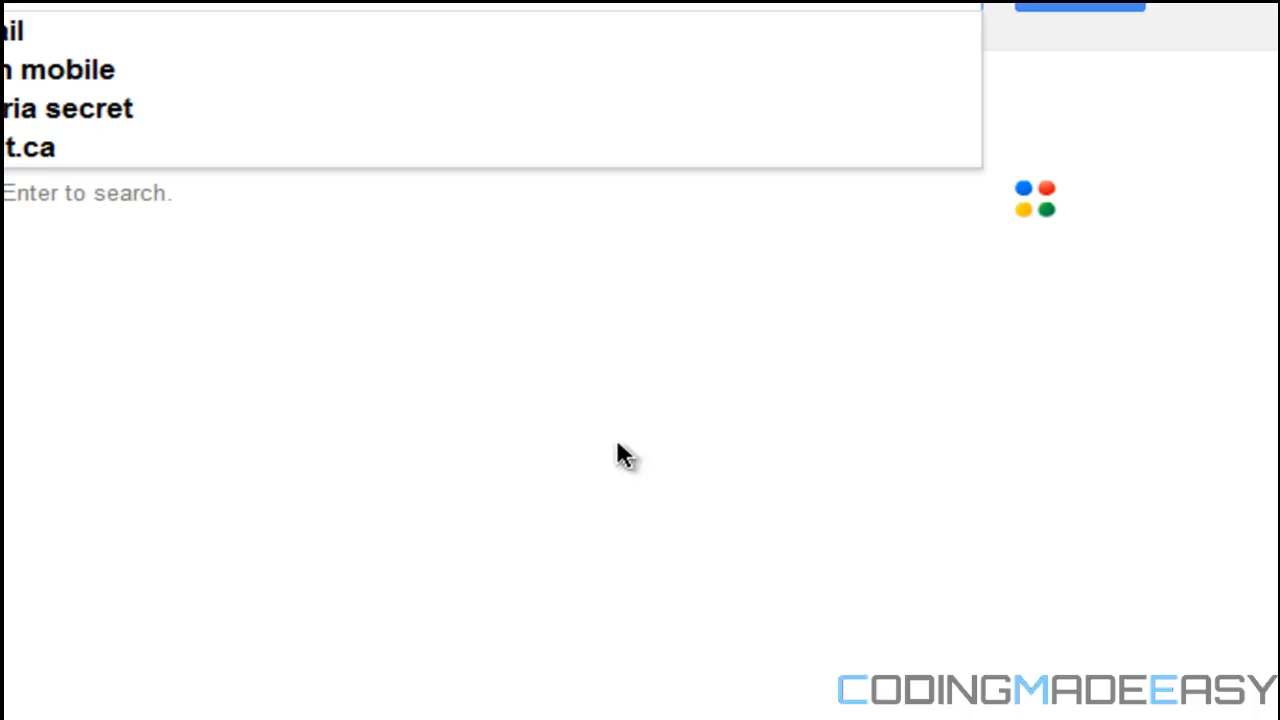 il
mobile
ria secret
t.ca
Enter to search.
CODINGMADEEASY